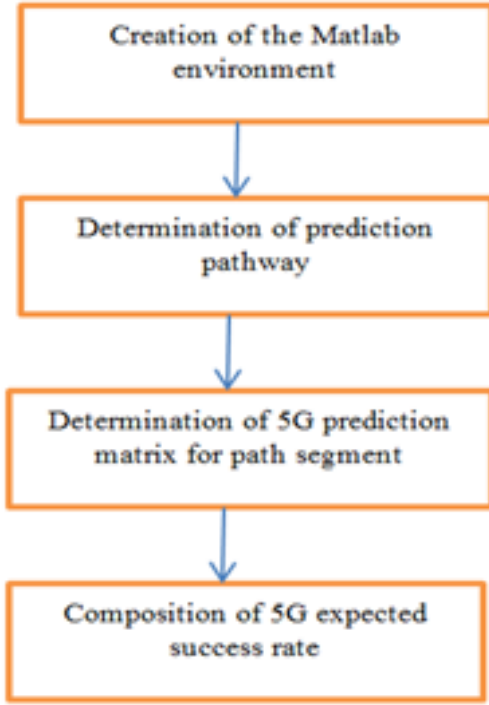 Creation of the Matlab
environment
Determination of prediction
pathway
Determination of 5G prediction
matrix for path segment
Composition of 5G expected
success rate